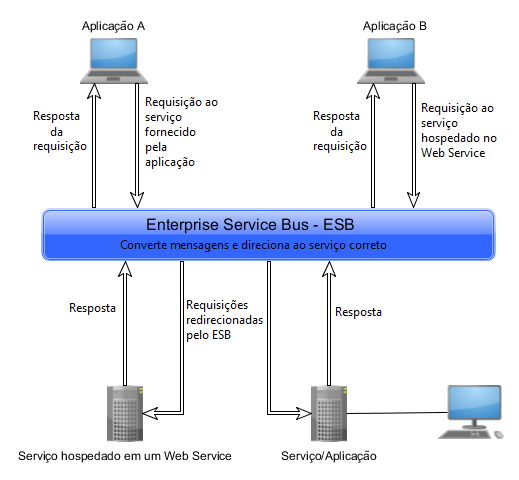 Aplicação A
Aplicação B
Resposta
da
requisição
Requisição ao
serviço
fornecido
pela
aplicação
Resposta
da
requisição
Requisição ao
serviço
hospedado no
Web Service
Enterprise Service Bus - ESB
Converte mensagens e direciona ao serviço correto
Resposta
Requisições
redirecionadas
pelo ESB
Resposta
Serviço hospedado em um Web Service
Serviço/Aplicação